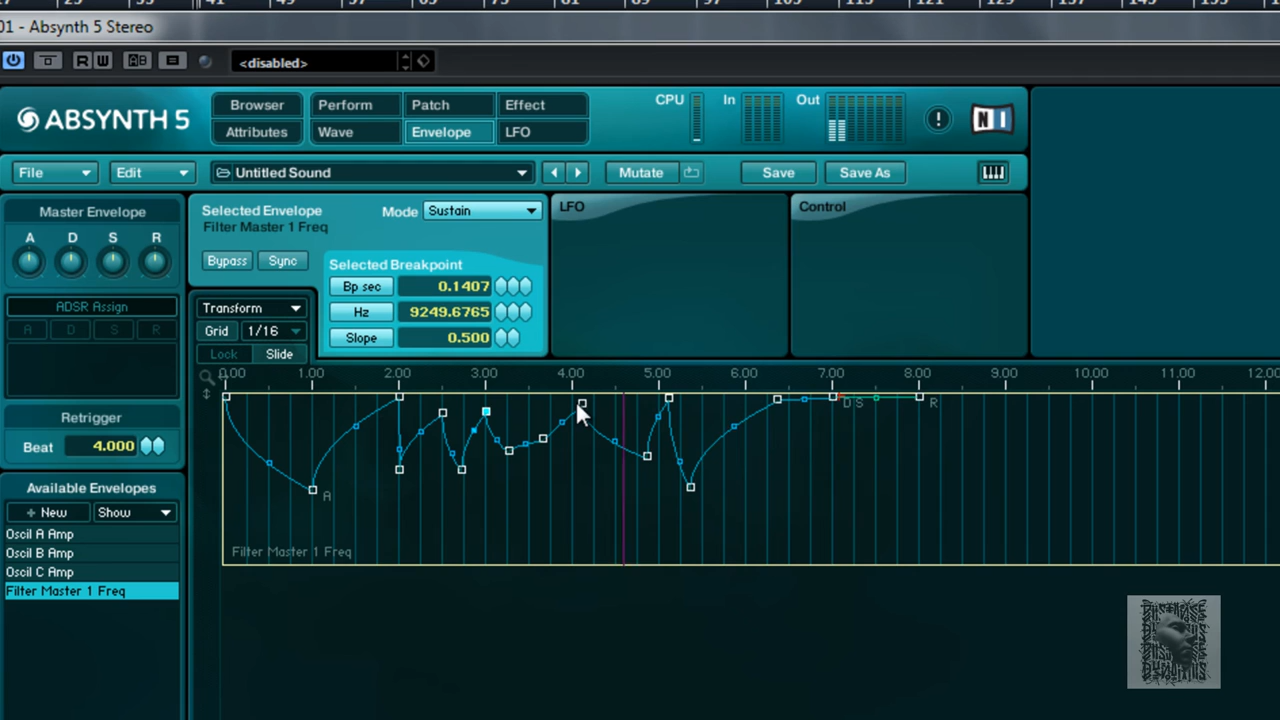 01 - Absynth 5 Stereo
R W AB <disabled>
ABSYNTH 5
Browser Perform Patch Effect
Attributes Wave Envelope LFO
CPU In Out ! NI
File Edit Untitled Sound Mutate Save Save As
Master Envelope
A D S R
ADSR Assign
A D S R
Retrigger
Beat 4.000
Available Envelopes
+ New Show
Oscil A Amp
Oscil B Amp
Oscil C Amp
Filter Master 1 Freq
Selected Envelope Mode Sustain
Filter Master 1 Freq
Bypass Sync
Selected Breakpoint
Bp sec 0.1407
Hz 9249.6765
Slope 0.500
Transform
Grid 1/16
Lock Slide
LFO
Control
0.00 1.00 2.00 3.00 4.00 5.00 6.00 7.00 8.00 9.00 10.00 11.00 12.00
A D S R
Filter Master 1 Freq